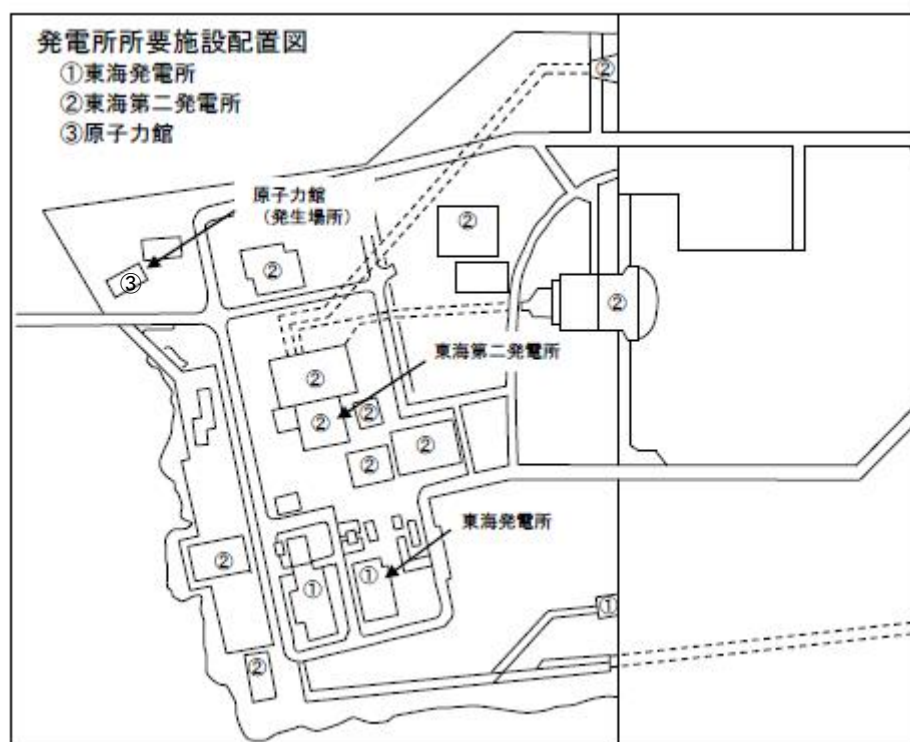 発電所所要施設配置図
①東海発電所
②東海第二発電所
③原子力館
②
原子力館
（発生場所）
②
②
③
②
東海第二発電所
②
②
②
②
②
東海発電所
②
①
①
①
②